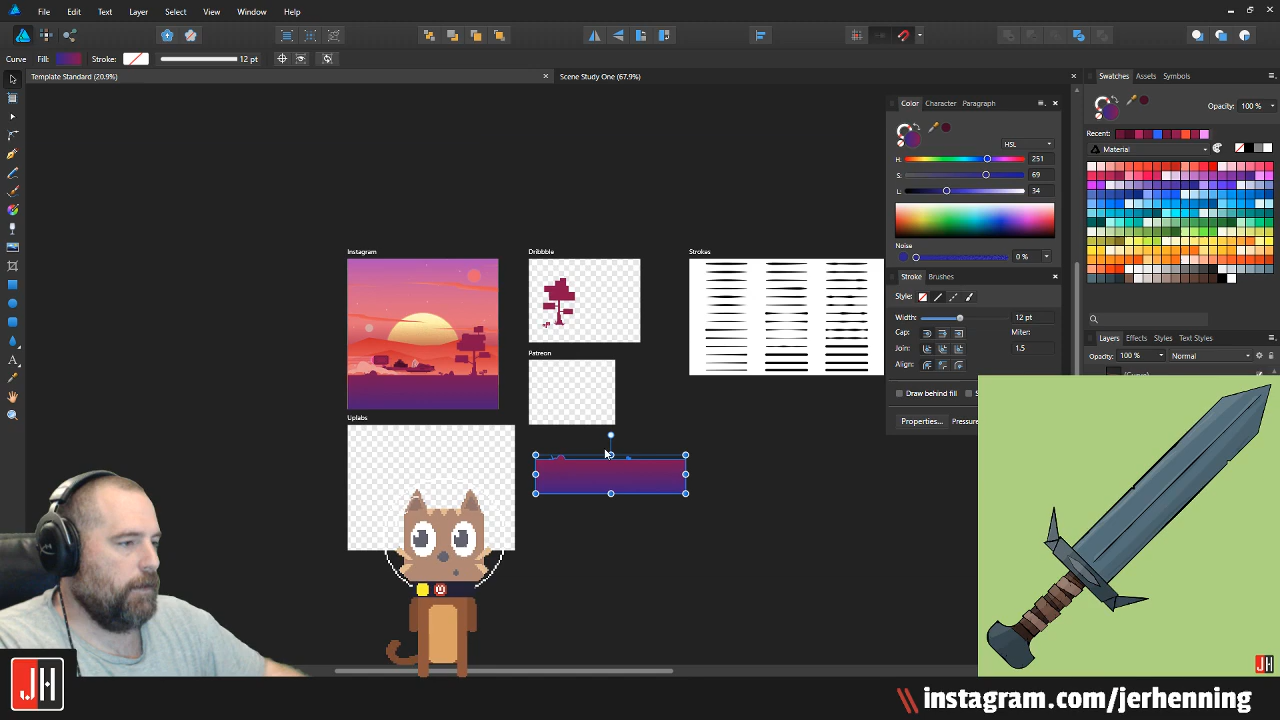 File Edit Text Layer Select View Window Help
Curve Fill: Stroke: 12 pt
Template Standard (20.9%) × Scene Study One (67.9%) ×
Swatches Assets Symbols
Opacity: 100 %
Recent:
Material
Color Character Paragraph
HSL
H: 251
S: 69
L: 34
Noise
0 %
Stroke Brushes
Style:
Width: 12 pt
Cap: Miter:
Join: 1.5
Align:
Draw behind fill
Properties... Pressure
Layers Effects Styles Text Styles
Opacity: 100 % Normal
(Curve)
Instagram
Dribbble
Strokes
Patreon
Uplabs
JH
JH
\\ instagram.com/jerhenning